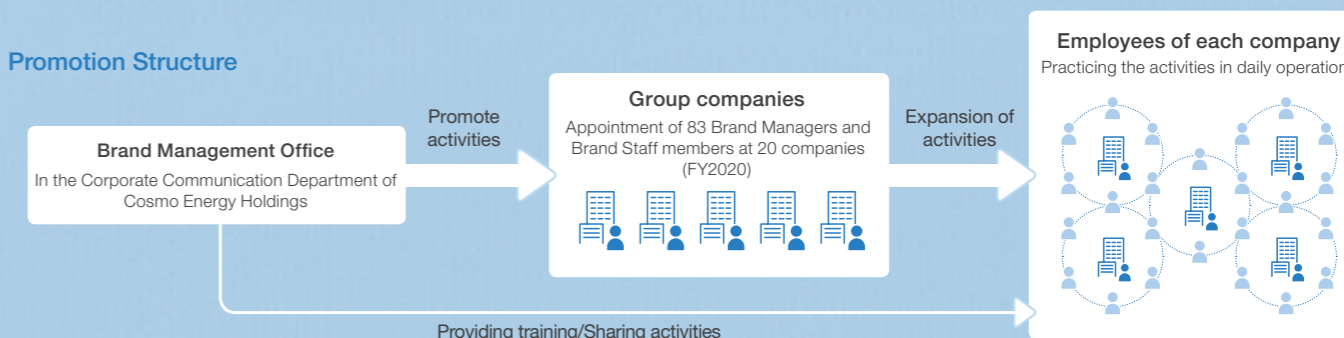 Promotion Structure
Brand Management Office
In the Corporate Communication Department of
Cosmo Energy Holdings
Promote
activities
Group companies
Appointment of 83 Brand Managers and
Brand Staff members at 20 companies
(FY2020)
Expansion of
activities
Employees of each company
Practicing the activities in daily operation
Providing training/Sharing activities